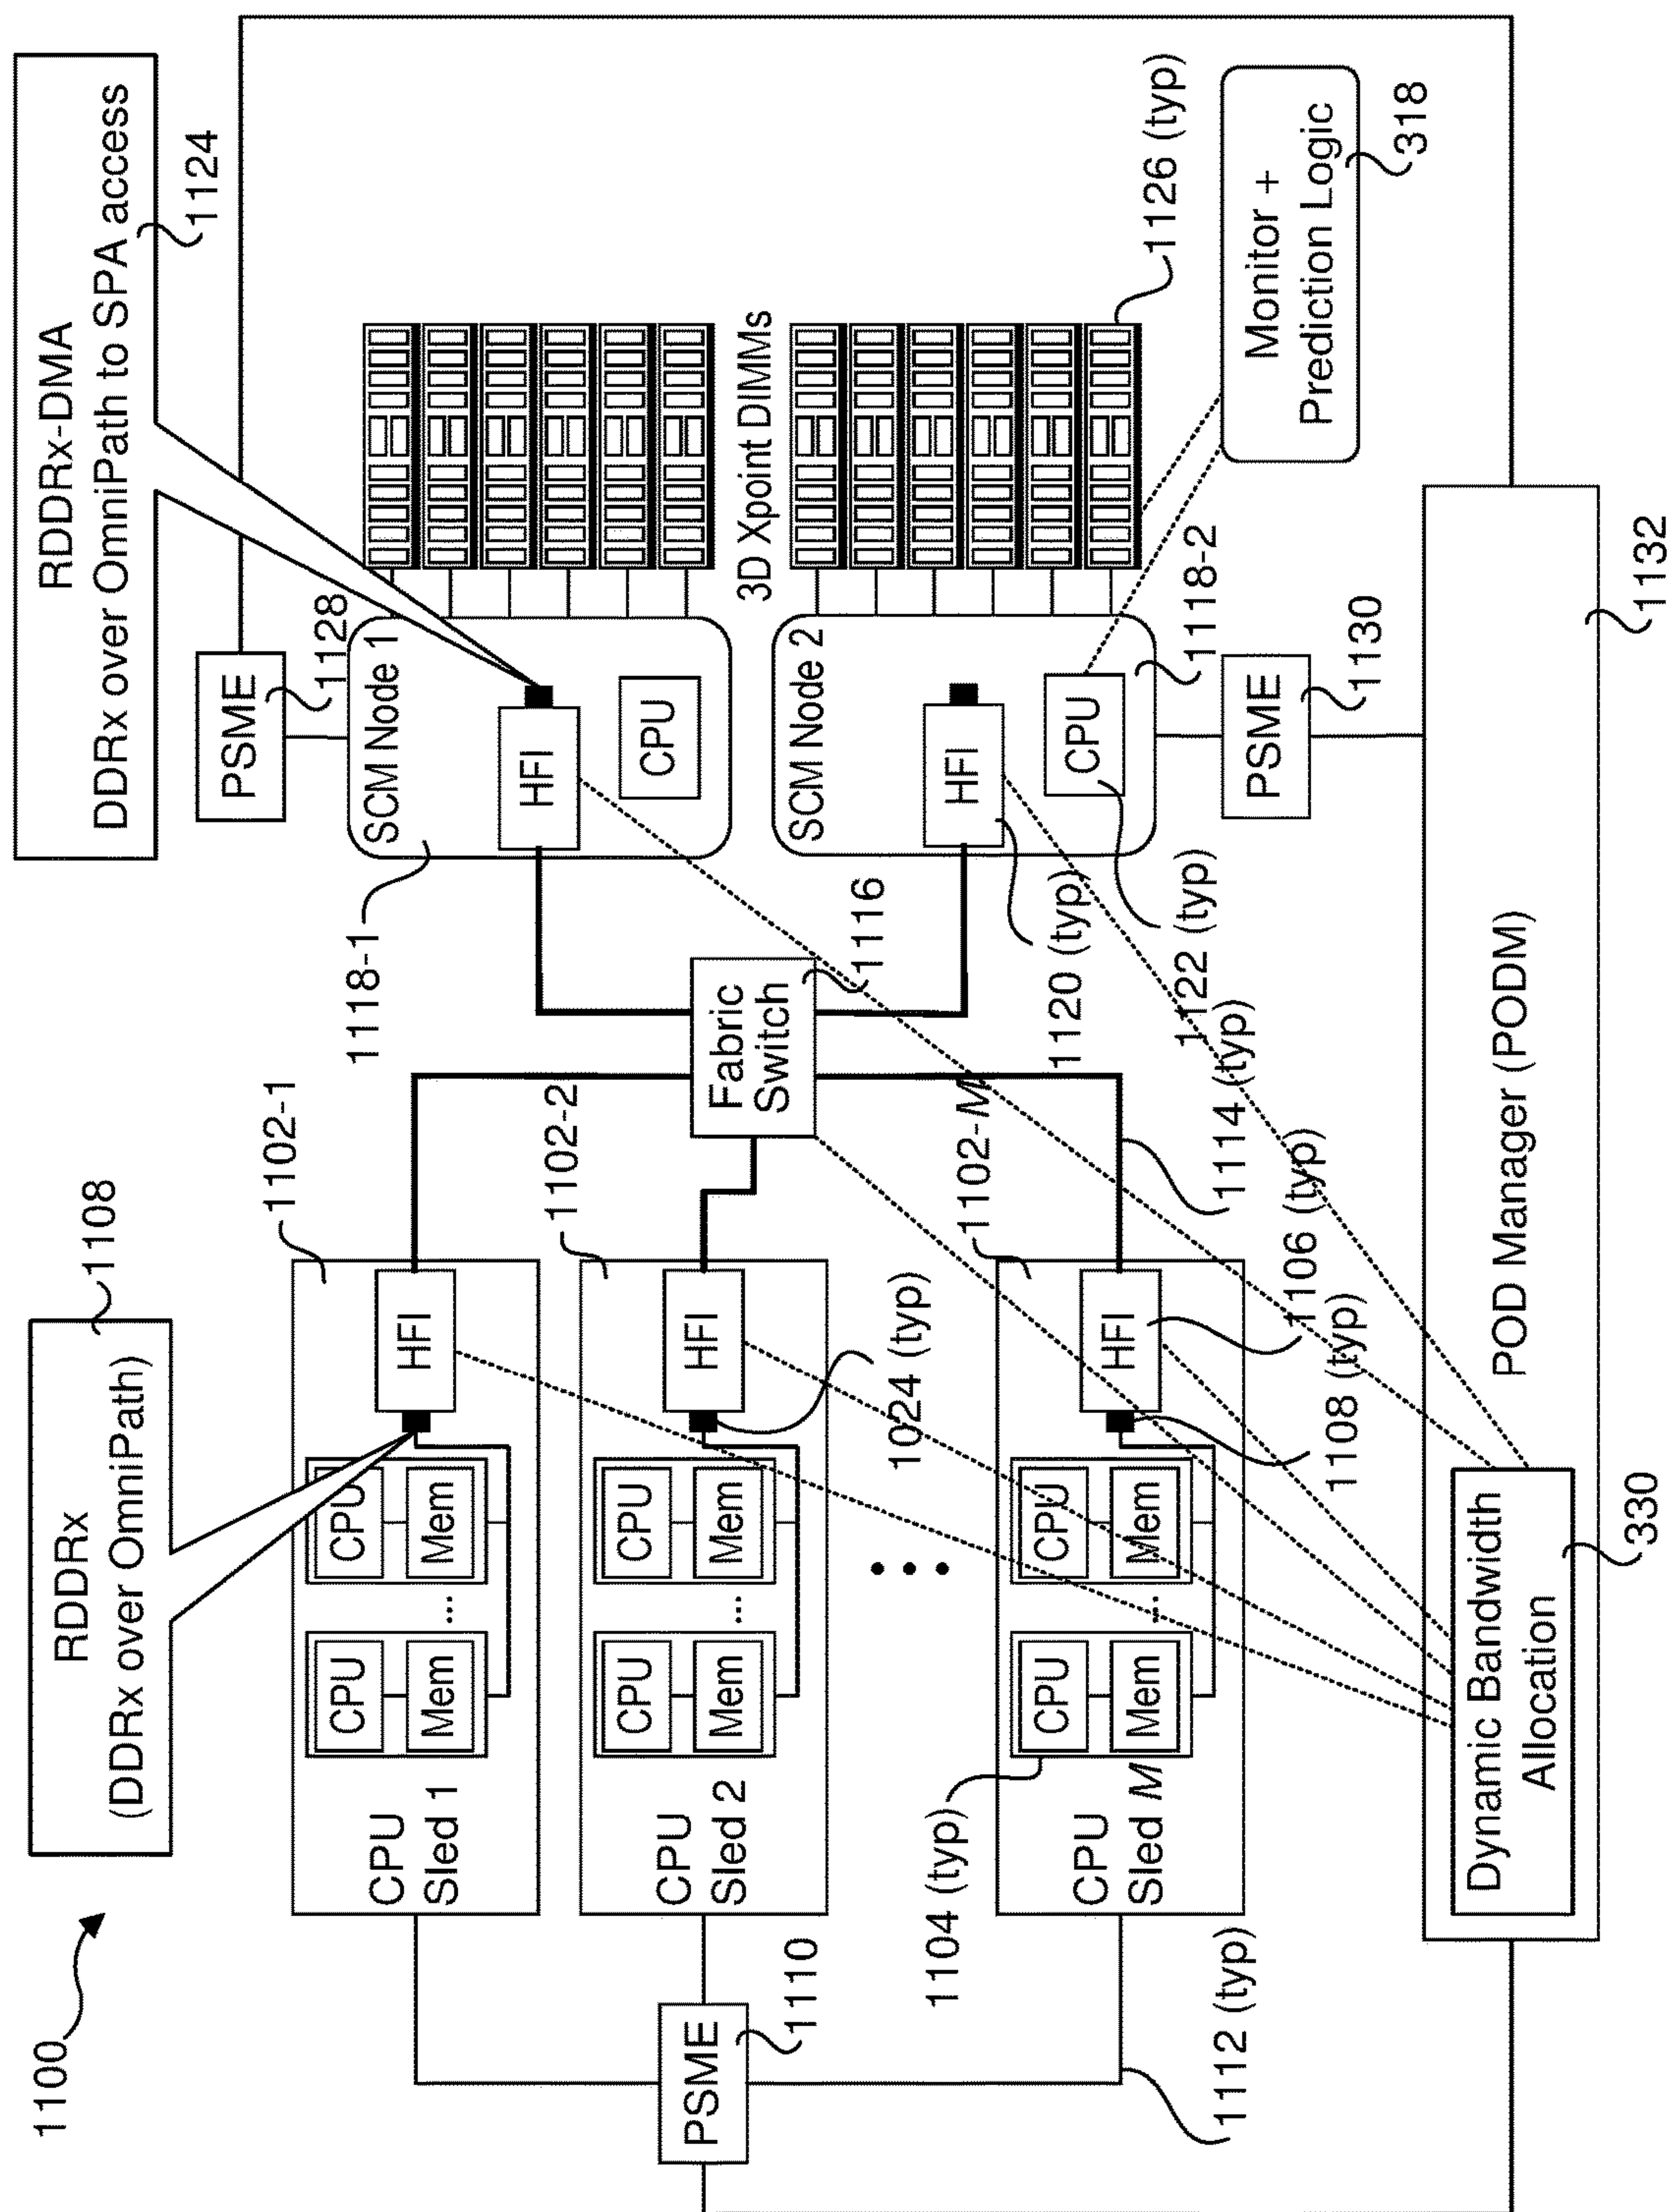 1100
RDDRx
(DDRx over OmniPath)
1108
RDDRx-DMA
DDRx over OmniPath to SPA access
1124
PSME
1110
1112 (typ)
CPU
Sled 1
CPU
Mem
...
CPU
Mem
HFI
1102-1
CPU
Sled 2
CPU
Mem
...
CPU
Mem
HFI
1102-2
1024 (typ)
CPU
Sled M
1104 (typ)
CPU
Mem
...
CPU
Mem
HFI
1102-M
1108 (typ)
1106 (typ)
1114 (typ)
Fabric
Switch
1116
1118-1
PSME
1128
SCM Node 1
HFI
CPU
3D Xpoint DIMMs
SCM Node 2
HFI
CPU
1120 (typ)
1122 (typ)
1118-2
1126 (typ)
PSME
1130
Monitor +
Prediction Logic
318
Dynamic Bandwidth
Allocation
330
POD Manager (PODM)
1132